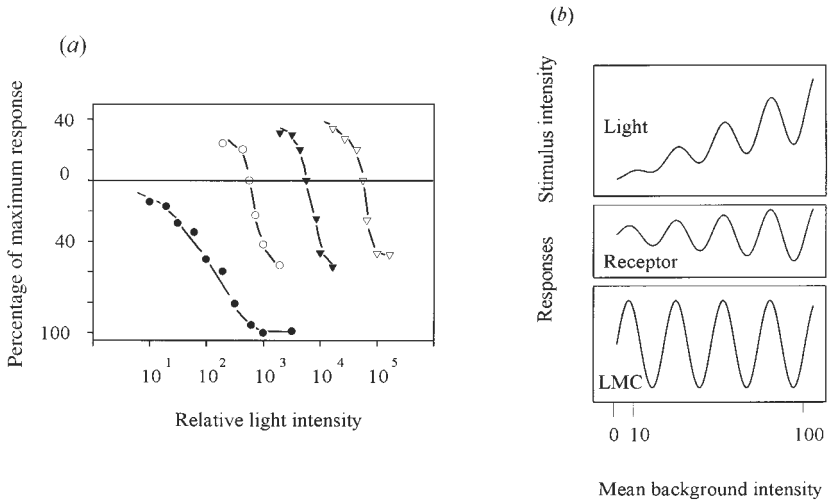 (a)
Percentage of maximum response
40
0
40
100
10 1
10 2
10 3
10 4
10 5
Relative light intensity
(b)
Stimulus intensity
Light
Responses
Receptor
LMC
0 10 100
Mean background intensity